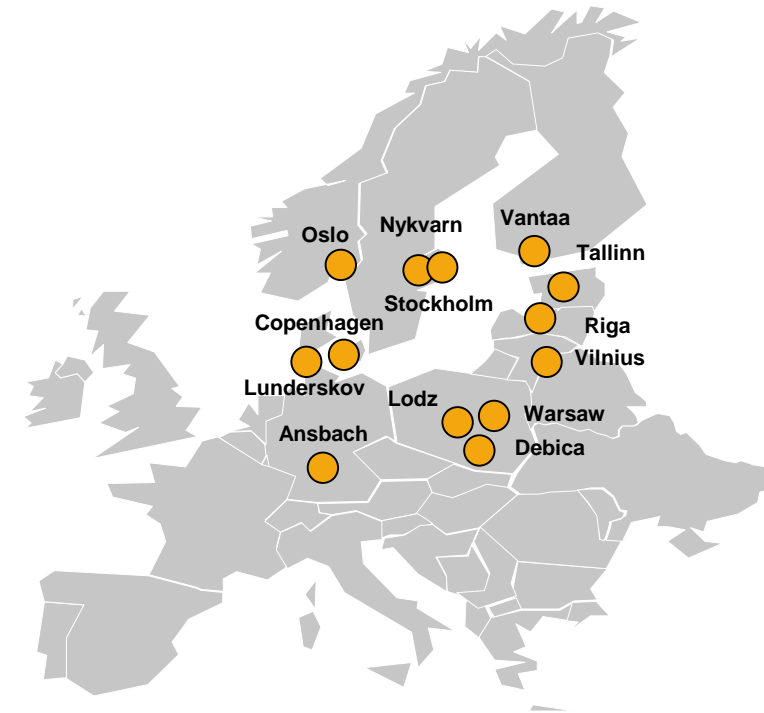 Nykvarn
Vantaa
Oslo
Tallinn
Stockholm
Copenhagen
Riga
Vilnius
Lunderskov
Lodz
Warsaw
Ansbach
Debica